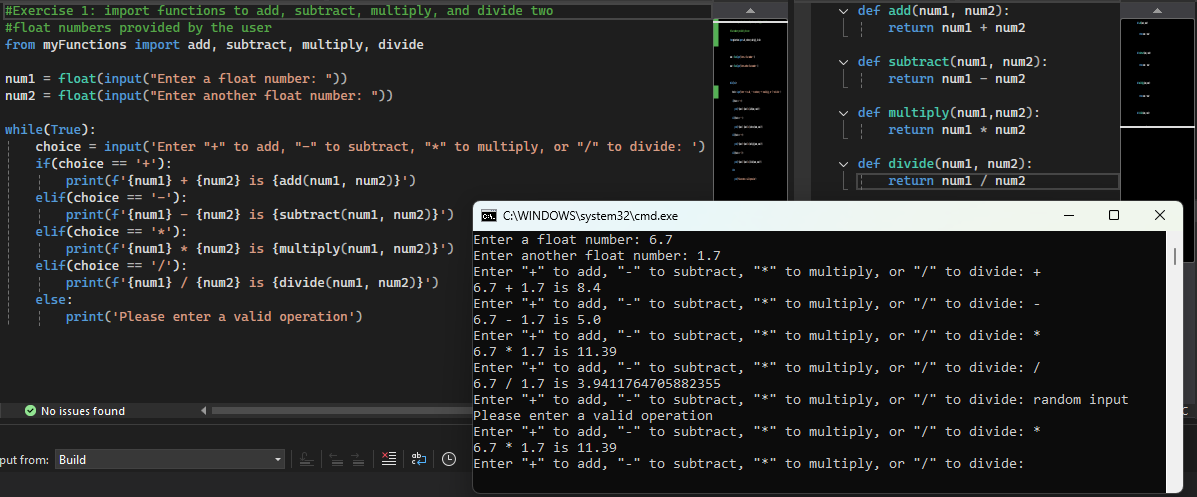 #Exercise 1: import functions to add, subtract, multiply, and divide two
#float numbers provided by the user
from myFunctions import add, subtract, multiply, divide
num1 = float(input("Enter a float number: "))
num2 = float(input("Enter another float number: "))
while(True):
choice = input('Enter "+" to add, "-" to subtract, "*" to multiply, or "/" to divide: ')
if(choice == '+'):
print(f'{num1} + {num2} is {add(num1, num2)}')
elif(choice == '-'):
print(f'{num1} - {num2} is {subtract(num1, num2)}')
elif(choice == '*'):
print(f'{num1} * {num2} is {multiply(num1, num2)}')
elif(choice == '/'):
print(f'{num1} / {num2} is {divide(num1, num2)}')
else:
print('Please enter a valid operation')
def add(num1, num2):
return num1 + num2
def subtract(num1, num2):
return num1 - num2
def multiply(num1,num2):
return num1 * num2
def divide(num1, num2):
return num1 / num2
C:\WINDOWS\system32\cmd.exe
Enter a float number: 6.7
Enter another float number: 1.7
Enter "+" to add, "-" to subtract, "*" to multiply, or "/" to divide: +
6.7 + 1.7 is 8.4
Enter "+" to add, "-" to subtract, "*" to multiply, or "/" to divide: -
6.7 - 1.7 is 5.0
Enter "+" to add, "-" to subtract, "*" to multiply, or "/" to divide: *
6.7 * 1.7 is 11.39
Enter "+" to add, "-" to subtract, "*" to multiply, or "/" to divide: /
6.7 / 1.7 is 3.9411764705882355
Enter "+" to add, "-" to subtract, "*" to multiply, or "/" to divide: random input
Please enter a valid operation
Enter "+" to add, "-" to subtract, "*" to multiply, or "/" to divide: *
6.7 * 1.7 is 11.39
Enter "+" to add, "-" to subtract, "*" to multiply, or "/" to divide:
No issues found
put from: Build